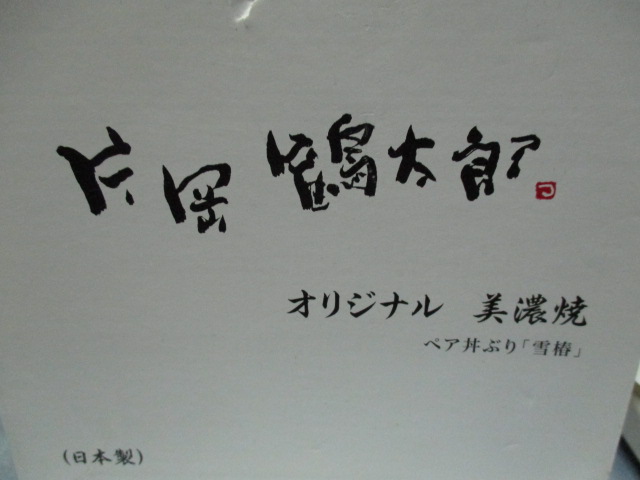 片岡鶴太郎
オリジナル 美濃焼
ペア丼ぶり「雪椿」
(日本製)